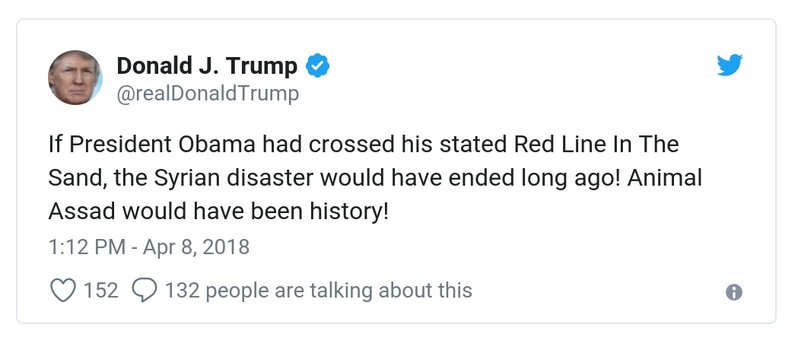 Donald J. Trump
@realDonaldTrump
If President Obama had crossed his stated Red Line In The
Sand, the Syrian disaster would have ended long ago! Animal
Assad would have been history!
1:12 PM - Apr 8, 2018
152 132 people are talking about this